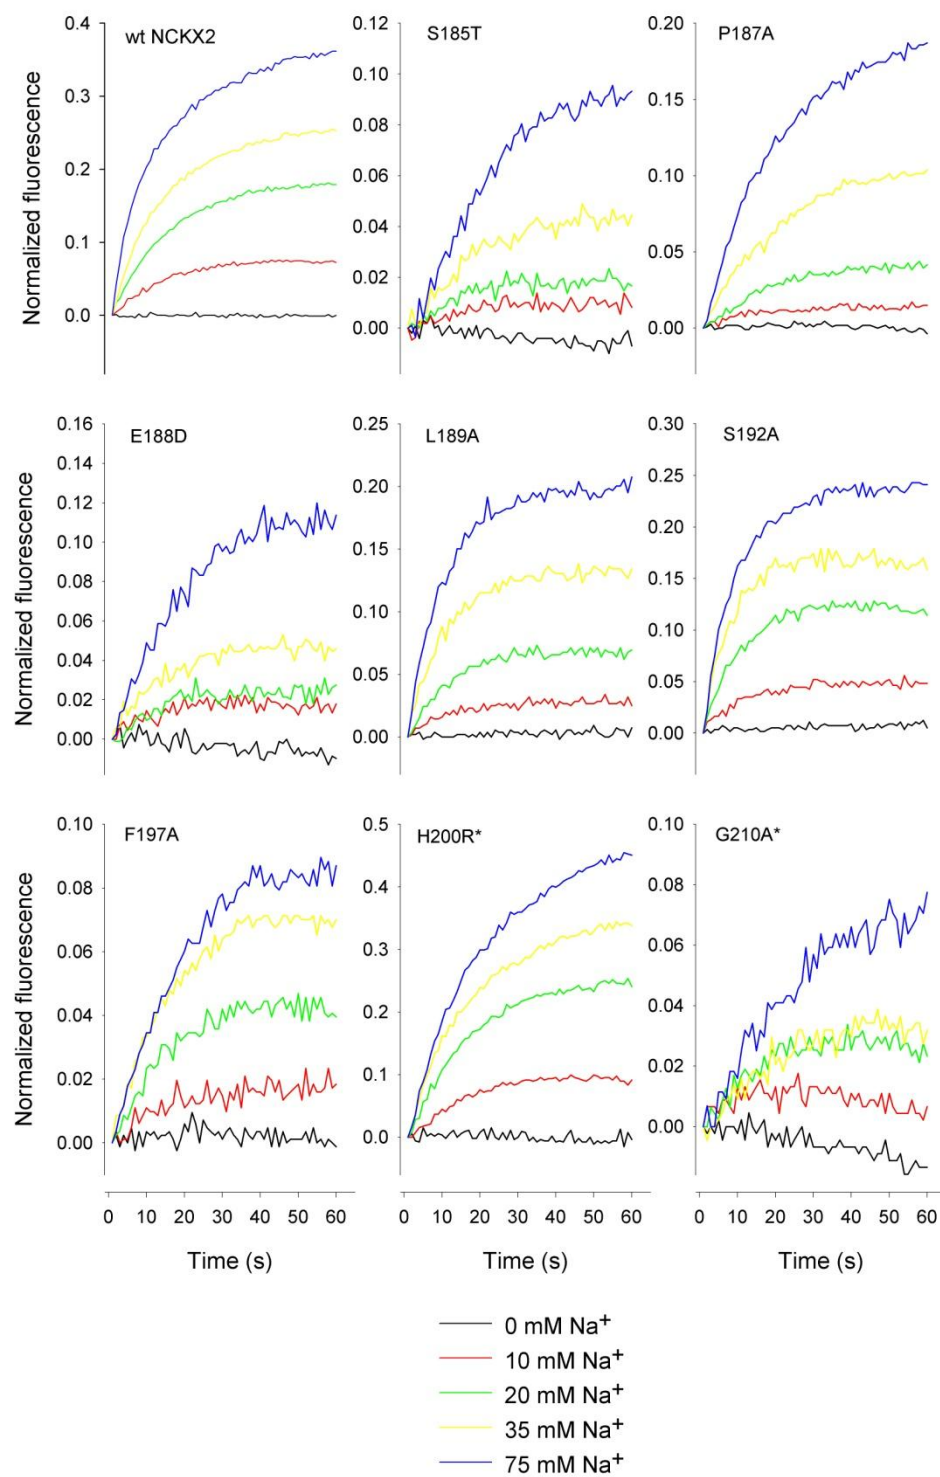 Normalized fluorescence
wt NCKX2
0.4
0.3
0.2
0.1
0.0
S185T
0.12
0.10
0.08
0.06
0.04
0.02
0.00
P187A
0.20
0.15
0.10
0.05
0.00
Normalized fluorescence
E188D
0.16
0.14
0.12
0.10
0.08
0.06
0.04
0.02
0.00
L189A
0.25
0.20
0.15
0.10
0.05
0.00
S192A
0.30
0.25
0.20
0.15
0.10
0.05
0.00
Normalized fluorescence
F197A
0.10
0.08
0.06
0.04
0.02
0.00
0 10 20 30 40 50 60
Time (s)
H200R*
0.5
0.4
0.3
0.2
0.1
0.0
0 10 20 30 40 50 60
Time (s)
G210A*
0.10
0.08
0.06
0.04
0.02
0.00
0 10 20 30 40 50 60
Time (s)
0 mM Na⁺
10 mM Na⁺
20 mM Na⁺
35 mM Na⁺
75 mM Na⁺